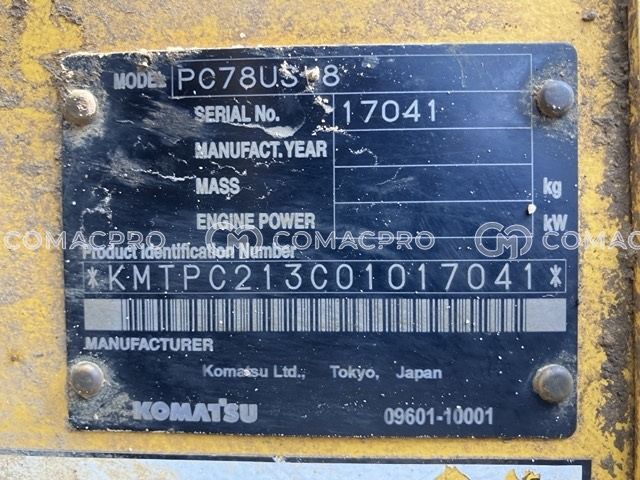 MODEL PC78US-8
SERIAL No. 17041
MANUFACT. YEAR
MASS kg
ENGINE POWER kW
COMACPRO COMACPRO COMACPRO
Product Identification Number
*KMTPC213C01017041*
MANUFACTURER
Komatsu Ltd., Tokyo, Japan
KOMATSU 09601-10001